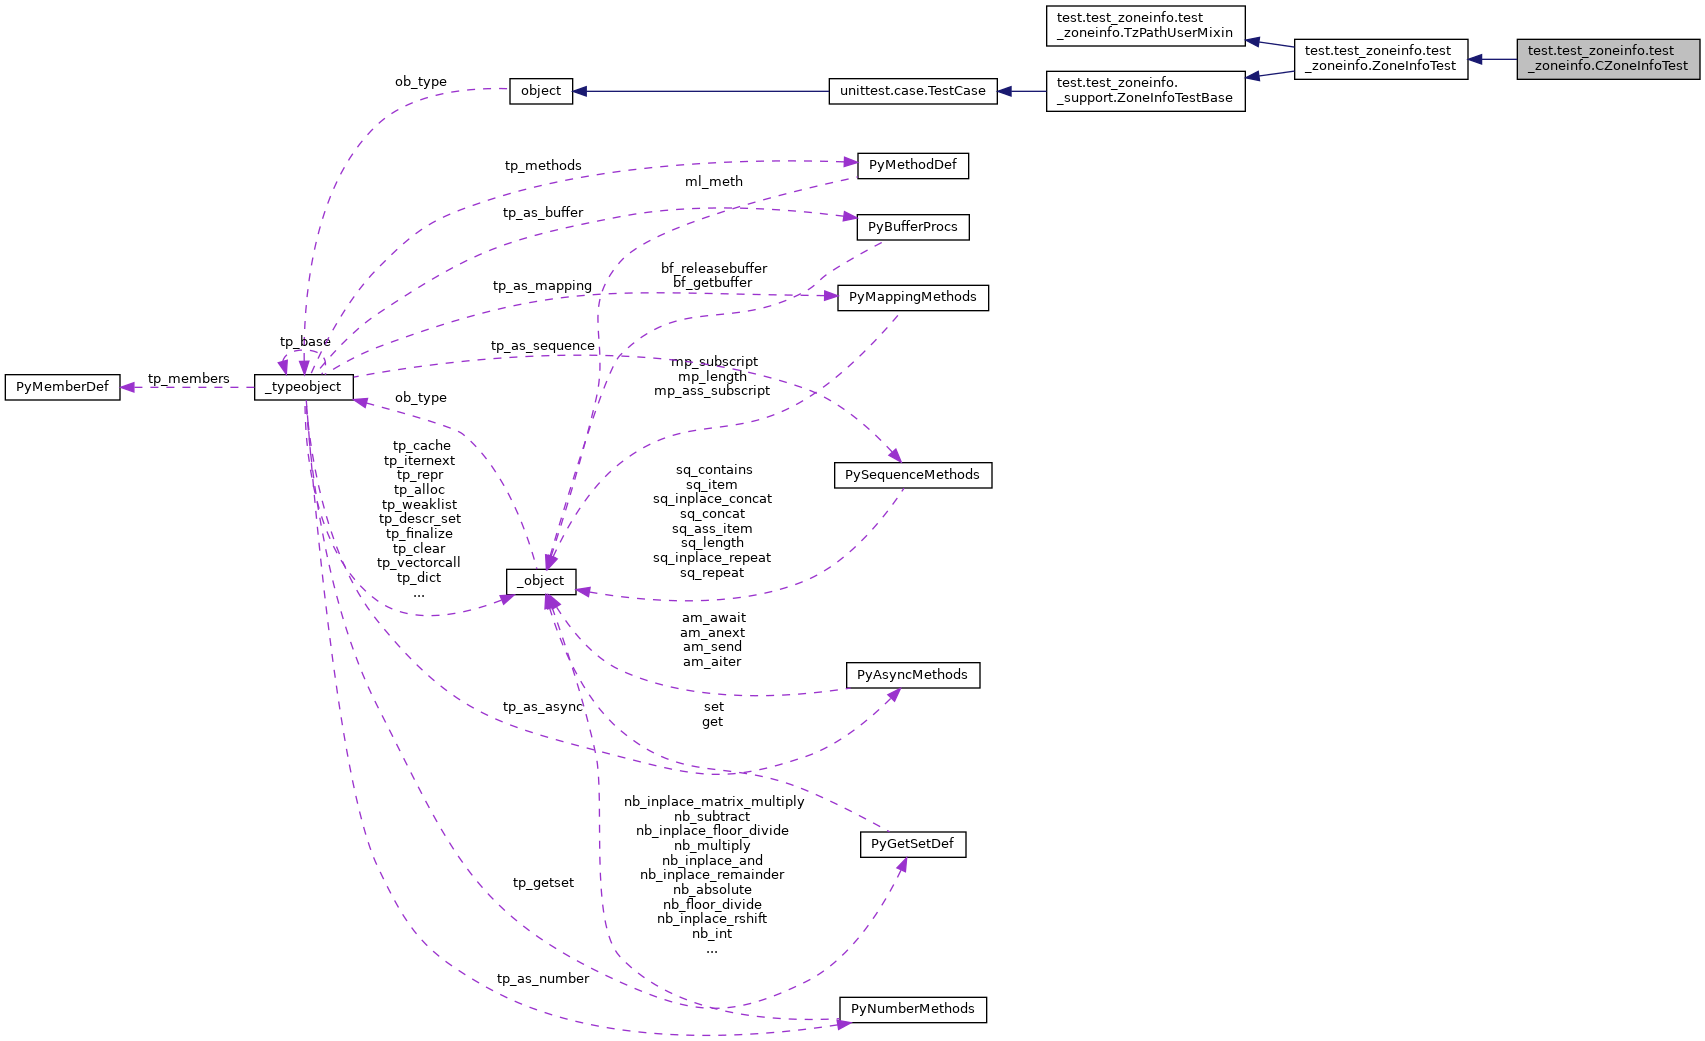 test.test_zoneinfo.test
_zoneinfo.TzPathUserMixin
test.test_zoneinfo.test
_zoneinfo.ZoneInfoTest
test.test_zoneinfo.test
_zoneinfo.CZoneInfoTest
ob_type
object
unittest.case.TestCase
test.test_zoneinfo.
_support.ZoneInfoTestBase
tp_methods
PyMethodDef
ml_meth
tp_as_buffer
PyBufferProcs
bf_releasebuffer
bf_getbuffer
tp_as_mapping
PyMappingMethods
tp_base
tp_as_sequence
mp_subscript
mp_length
mp_ass_subscript
PyMemberDef
tp_members
_typeobject
ob_type
tp_cache
tp_iternext
tp_repr
tp_alloc
tp_weaklist
tp_descr_set
tp_finalize
tp_clear
tp_vectorcall
tp_dict
...
sq_contains
sq_item
sq_inplace_concat
sq_concat
sq_ass_item
sq_length
sq_inplace_repeat
sq_repeat
PySequenceMethods
_object
am_await
am_anext
am_send
am_aiter
PyAsyncMethods
tp_as_async
set
get
nb_inplace_matrix_multiply
nb_subtract
nb_inplace_floor_divide
nb_multiply
nb_inplace_and
nb_inplace_remainder
nb_absolute
nb_floor_divide
nb_inplace_rshift
nb_int
...
PyGetSetDef
tp_getset
tp_as_number
PyNumberMethods